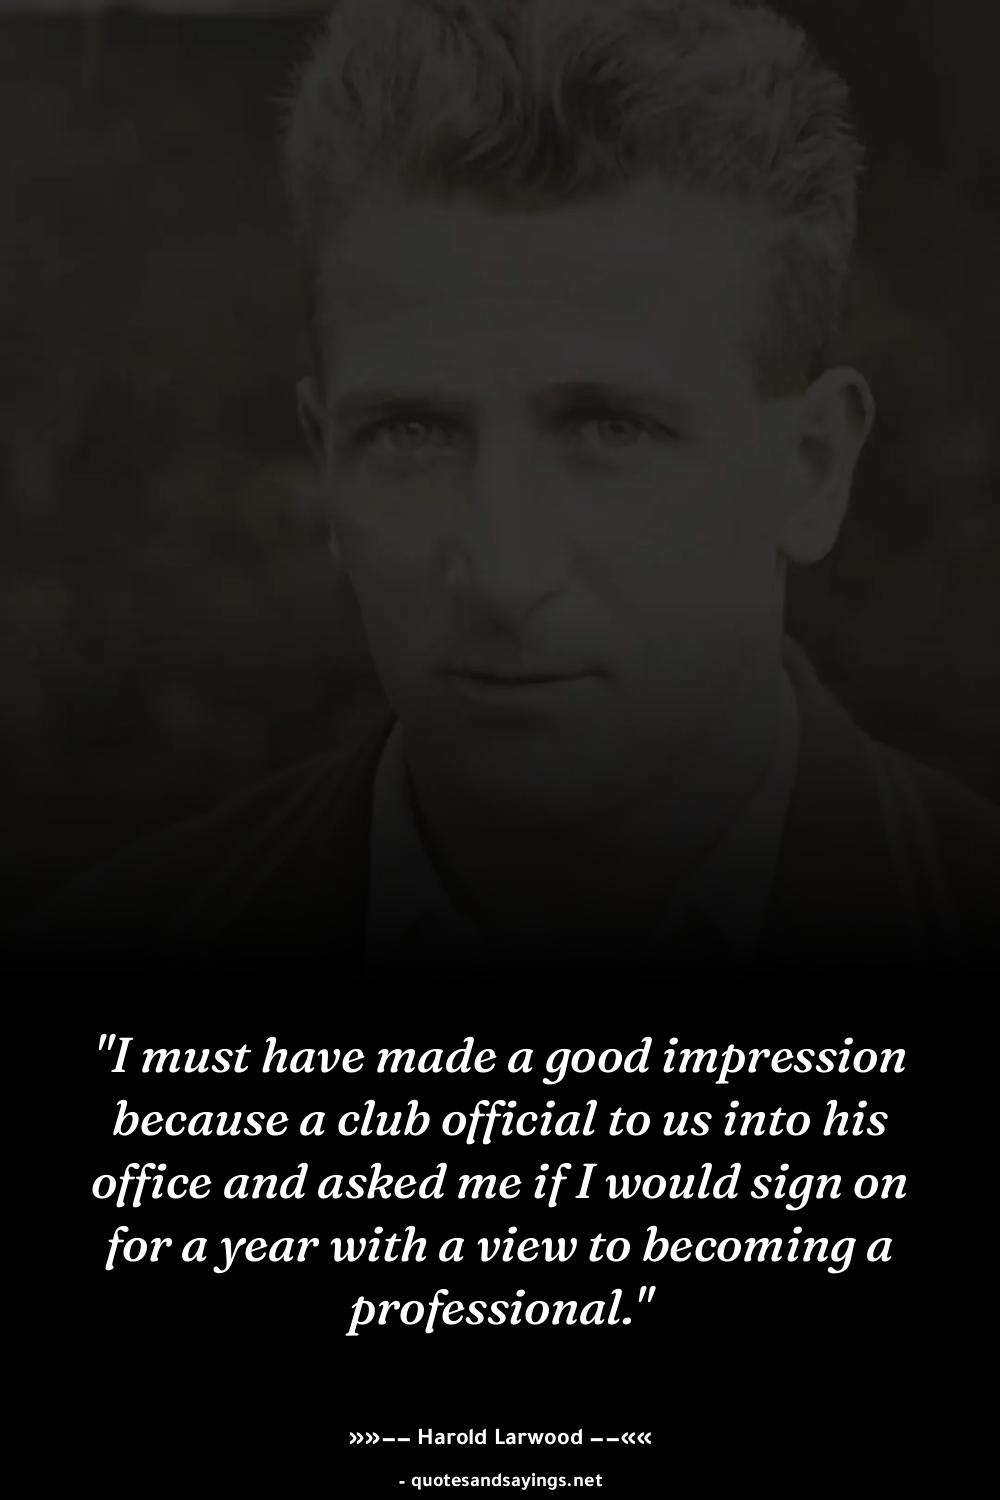 "I must have made a good impression
because a club official to us into his
office and asked me if I would sign on
for a year with a view to becoming a
professional."
»»−− Harold Larwood −−««
- quotesandsayings.net